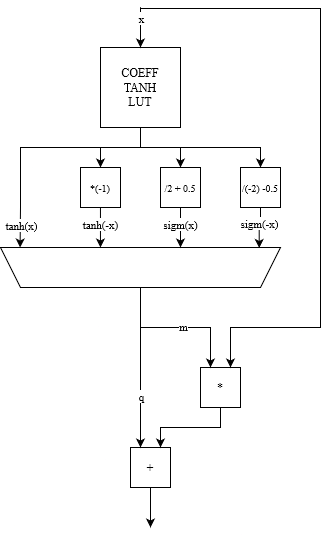 x
COEFF
TANH
LUT
*(-1)
/2 + 0.5
/(-2) -0.5
tanh(x)
tanh(-x)
sigm(x)
sigm(-x)
m
*
q
+